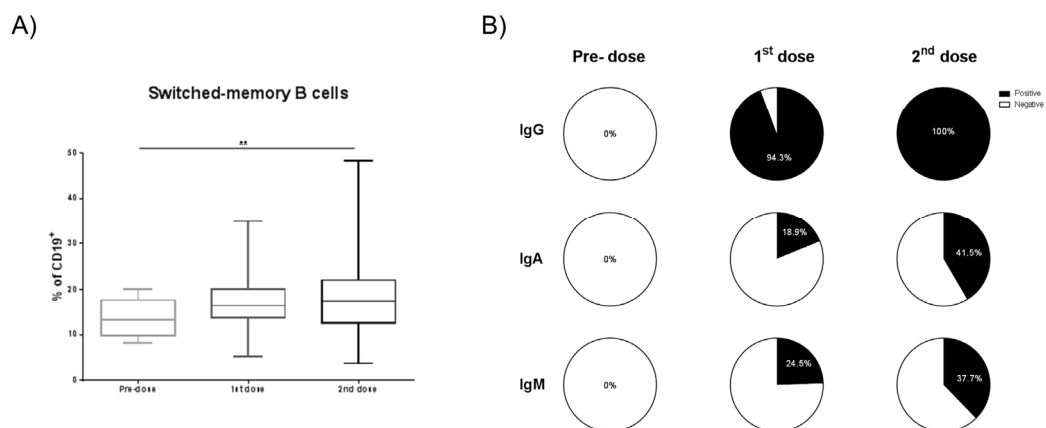 A)
B)
Switched-memory B cells
**
% of CD19+
50
40
30
20
10
0
Pre-dose
1st dose
2nd dose
Pre- dose
1st dose
2nd dose
Positive
Negative
IgG
0%
94.3%
100%
IgA
0%
18.9%
41.5%
IgM
0%
24.5%
37.7%